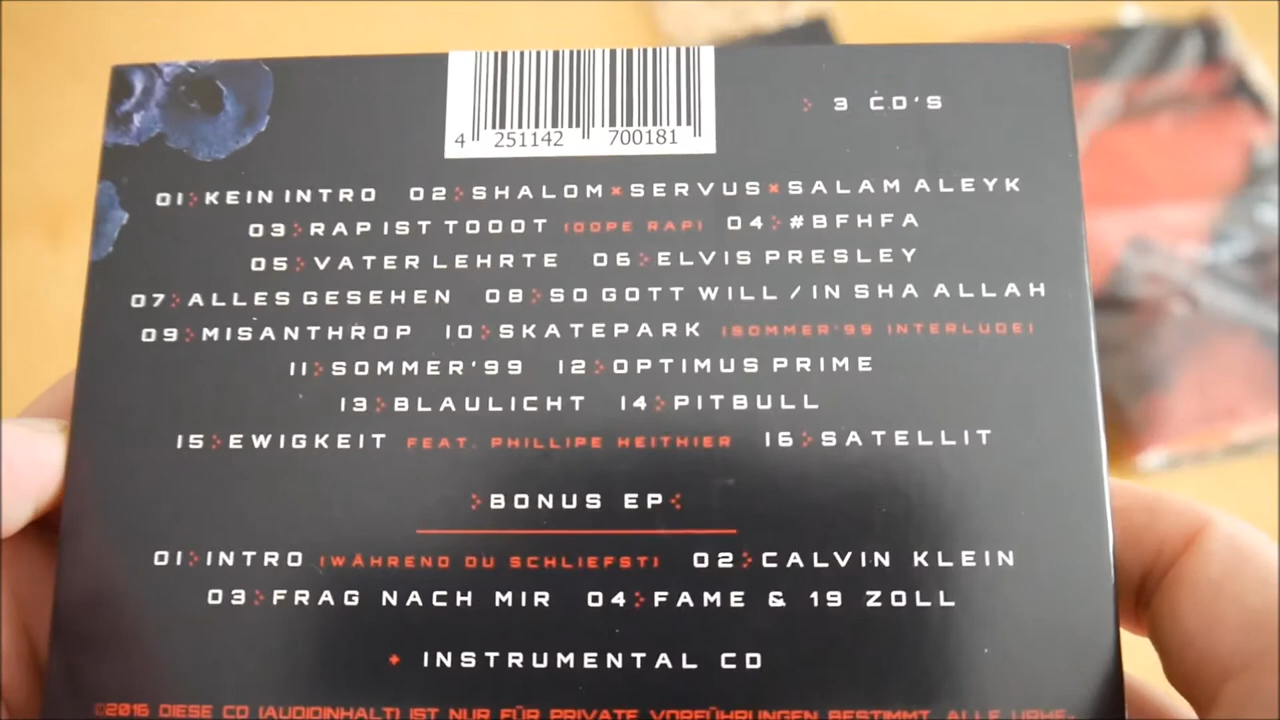 4 251142 700181
3 CD'S
01 KEIN INTRO 02 SHALOM×SERVUS×SALAM ALEYK
03 RAP IST TOOOT (DOPE RAP) 04 #BFHFA
05 VATER LEHRTE 06 ELVIS PRESLEY
07 ALLES GESEHEN 08 SO GOTT WILL / IN SHA ALLAH
09 MISANTHROP 10 SKATEPARK (SOMMER'99 INTERLUDE)
11 SOMMER'99 12 OPTIMUS PRIME
13 BLAULICHT 14 PITBULL
15 EWIGKEIT FEAT. PHILLIPE HEITHIER 16 SATELLIT
BONUS EP
01 INTRO (WÄHREND DU SCHLIEFST) 02 CALVIN KLEIN
03 FRAG NACH MIR 04 FAME & 19 ZOLL
+ INSTRUMENTAL CD
©2016 DIESE CD (AUDIOINHALT) IST NUR FÜR PRIVATE VORFÜHRUNGEN BESTIMMT. ALLE URHE-